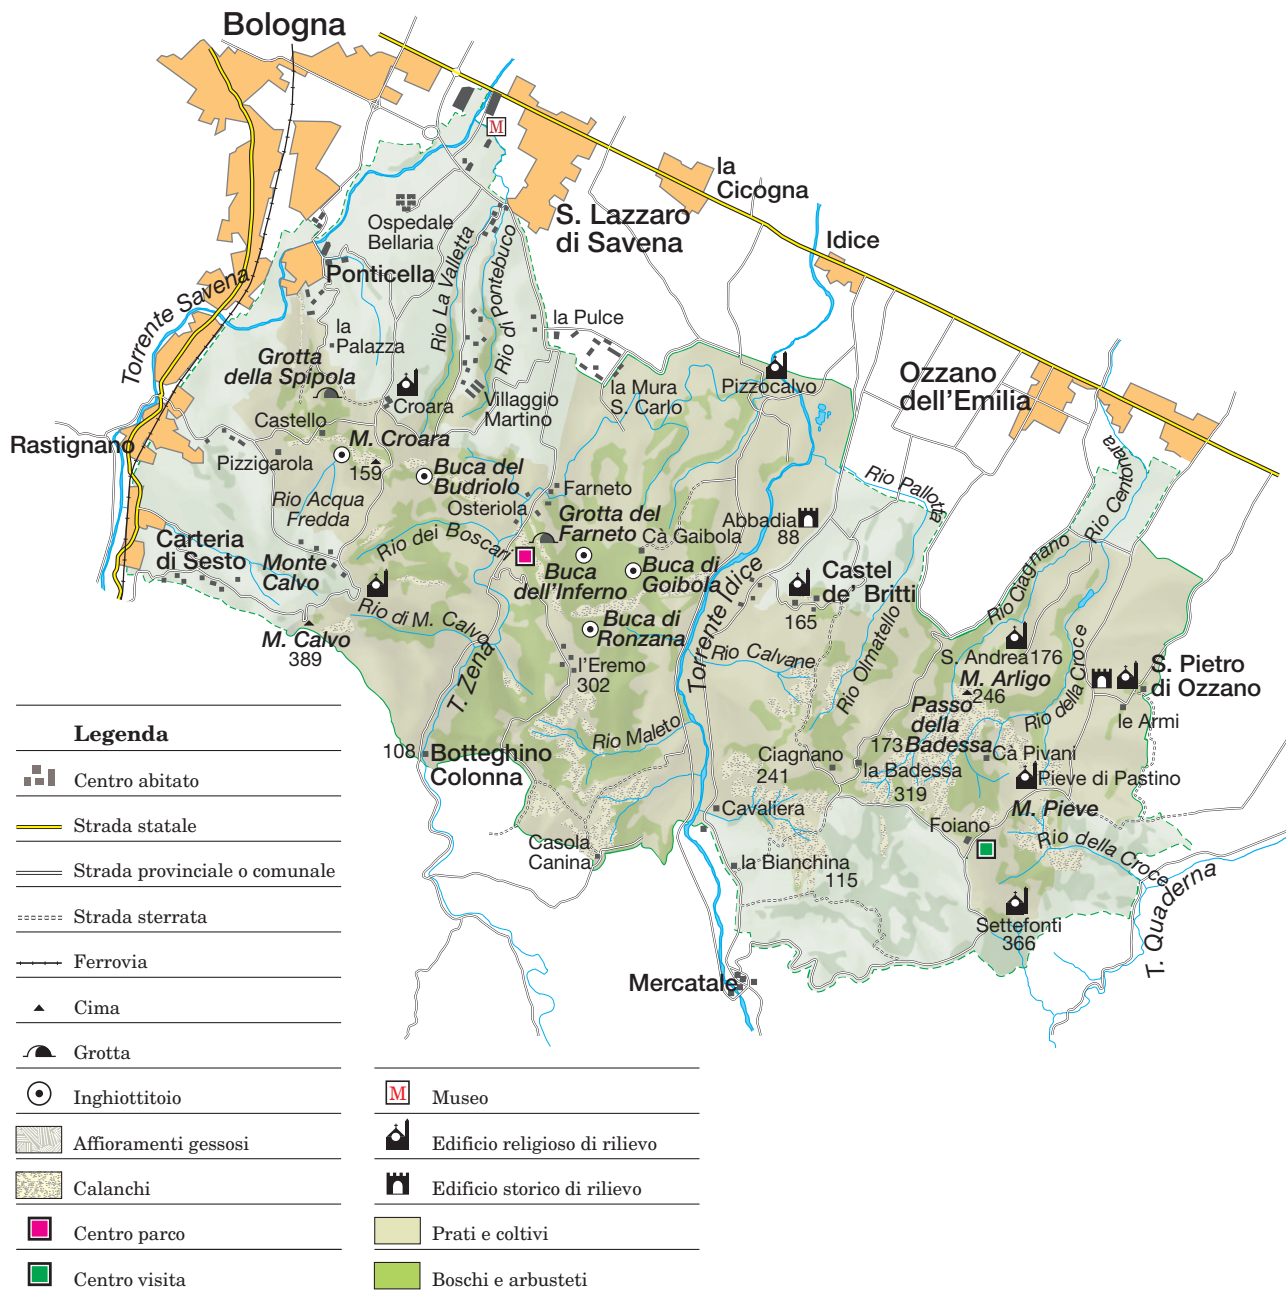 Bologna
la
Cicogna
S. Lazzaro
di Savena
Idice
Ospedale
Bellaria
Ponticella
Rio La Valletta
Rio di Pontebuco
Torrente Savena
la
Palazza
la Pulce
Grotta
della Spipola
Croara
Villaggio
Martino
la Mura
S. Carlo
Pizzocalvo
Ozzano
dell'Emilia
Castello
M. Croara
159
Rastignano
Pizzigarola
Buca del
Budriolo
Rio Acqua
Fredda
Osteriola
Farneto
Grotta del
Farneto
Cà Gaibola
Abbadia
88
Rio Pallotta
Rio Centonara
Carteria
di Sesto
Monte
Calvo
Rio dei Boscari
Buca
dell'Inferno
Buca di
Goibola
Castel
de' Britti
165
Rio Ciagnano
Rio di M. Calvo
M. Calvo
389
Buca di
Ronzana
Torrente Idice
Rio Calvane
Rio Olmatello
S. Andrea 176
M. Arligo
246
Rio della Croce
S. Pietro
di Ozzano
T. Zena
l'Eremo
302
Passo
della
Badessa
le Armi
Rio Maleto
108
Botteghino
Colonna
Ciagnano
241
173
la Badessa
319
Cà Pivani
Pieve di Pastino
M. Pieve
Cavaliera
Foiano
Casola
Canina
la Bianchina
115
Rio della Croce
T. Quaderna
Settefonti
366
Mercatale
Legenda
Centro abitato
Strada statale
Strada provinciale o comunale
Strada sterrata
Ferrovia
Cima
Grotta
Inghiottitoio
Affioramenti gessosi
Calanchi
Centro parco
Centro visita
M
M Museo
Edificio religioso di rilievo
Edificio storico di rilievo
Prati e coltivi
Boschi e arbusteti